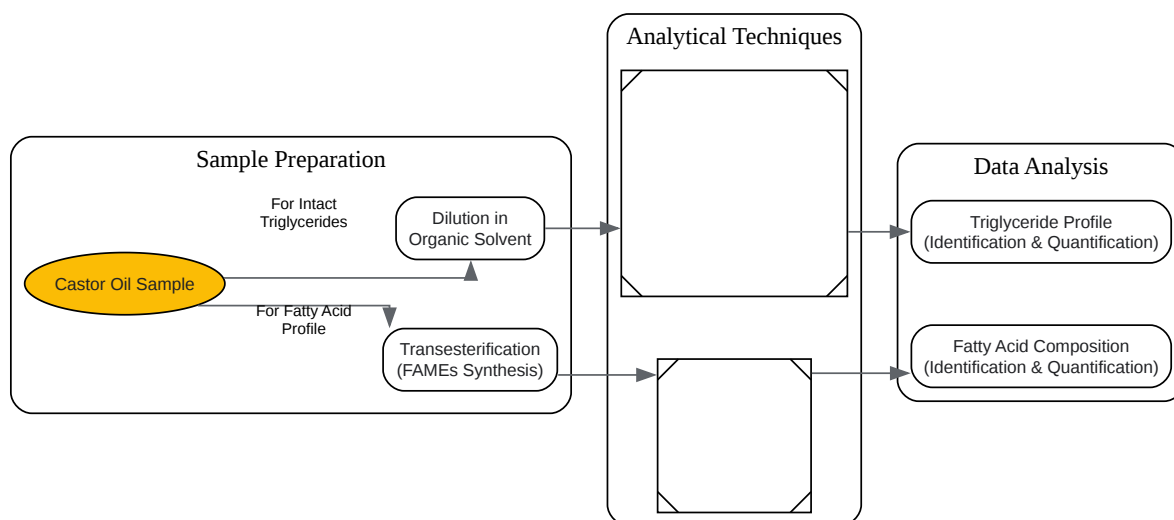 Analytical Techniques
Sample Preparation
For Intact
Triglycerides
Dilution in
Organic Solvent
Castor Oil Sample
For Fatty Acid
Profile
Transesterification
(FAMEs Synthesis)
Data Analysis
Triglyceride Profile
(Identification & Quantification)
Fatty Acid Composition
(Identification & Quantification)